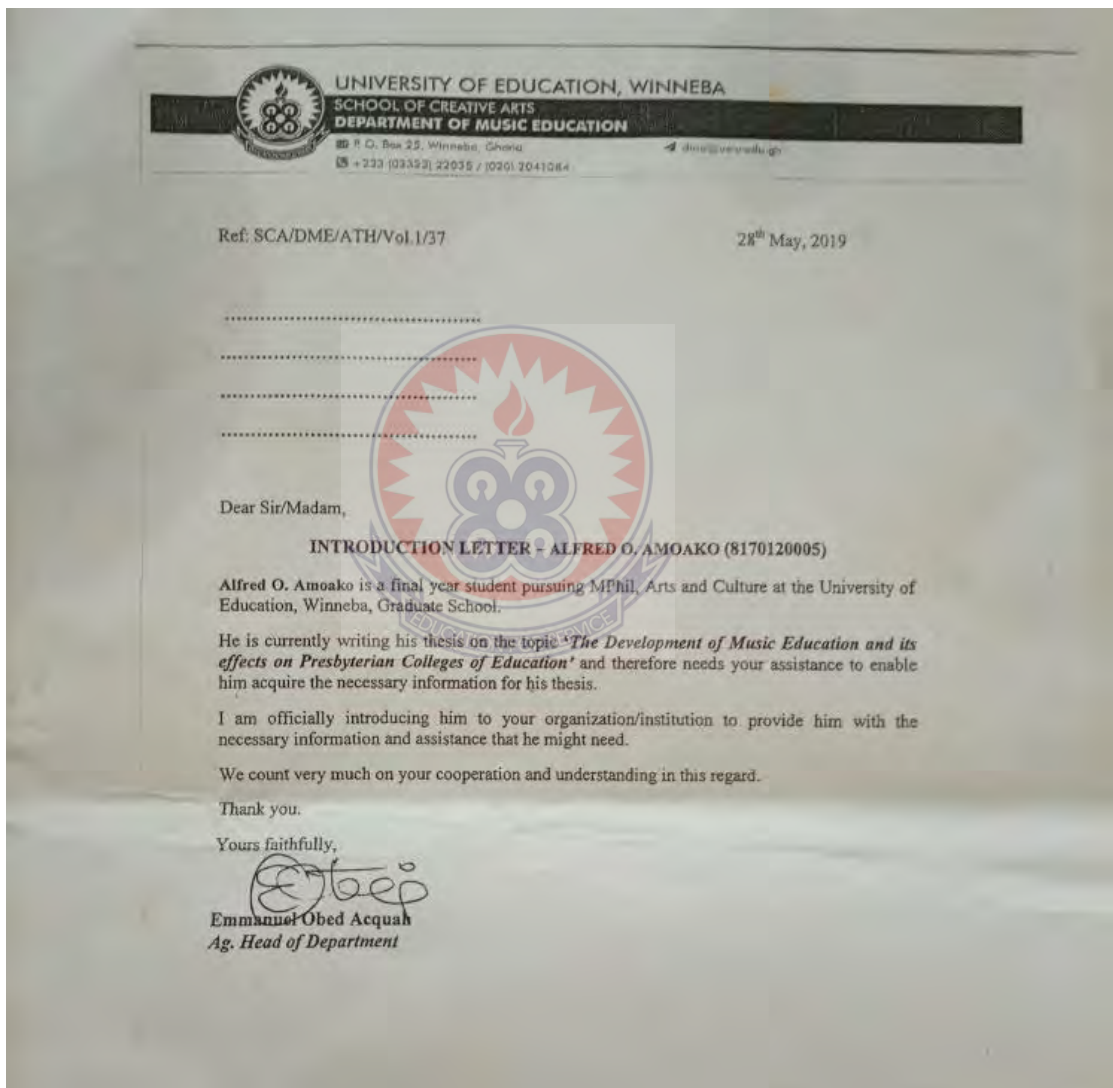 UNIVERSITY OF EDUCATION, WINNEBA
SCHOOL OF CREATIVE ARTS
DEPARTMENT OF MUSIC EDUCATION
P. O. Box 25, Winneba, Ghana
+233 (03323) 22035 / (020) 2041084
Ref: SCA/DME/ATH/Vol.1/37
28th May, 2019
..........................................
..........................................
..........................................
..........................................
Dear Sir/Madam,
INTRODUCTION LETTER – ALFRED O. AMOAKO (8170120005)
Alfred O. Amoako is a final year student pursuing MPhil, Arts and Culture at the University of
Education, Winneba, Graduate School.
He is currently writing his thesis on the topic ‘The Development of Music Education and its
effects on Presbyterian Colleges of Education’ and therefore needs your assistance to enable
him acquire the necessary information for his thesis.
I am officially introducing him to your organization/institution to provide him with the
necessary information and assistance that he might need.
We count very much on your cooperation and understanding in this regard.
Thank you.
Yours faithfully,
Emmanuel Obed Acquah
Ag. Head of Department